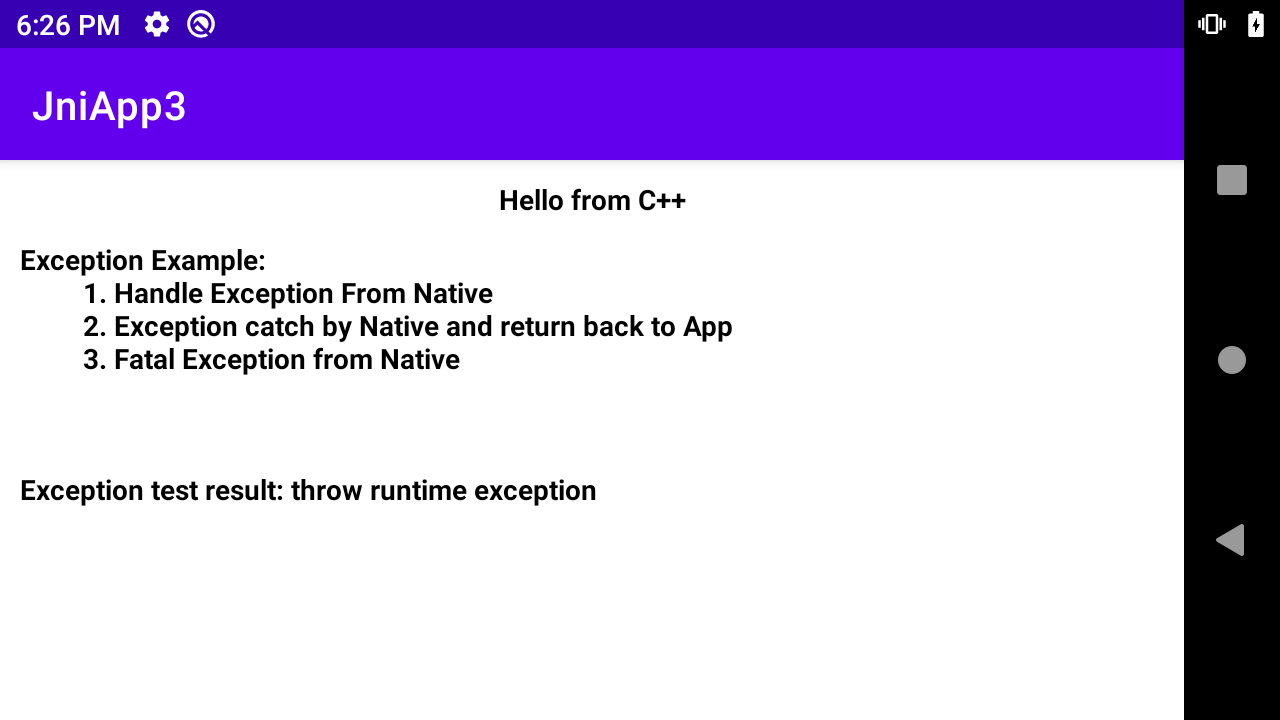 6:26 PM
JniApp3
Hello from C++
Exception Example:
1. Handle Exception From Native
2. Exception catch by Native and return back to App
3. Fatal Exception from Native
Exception test result: throw runtime exception